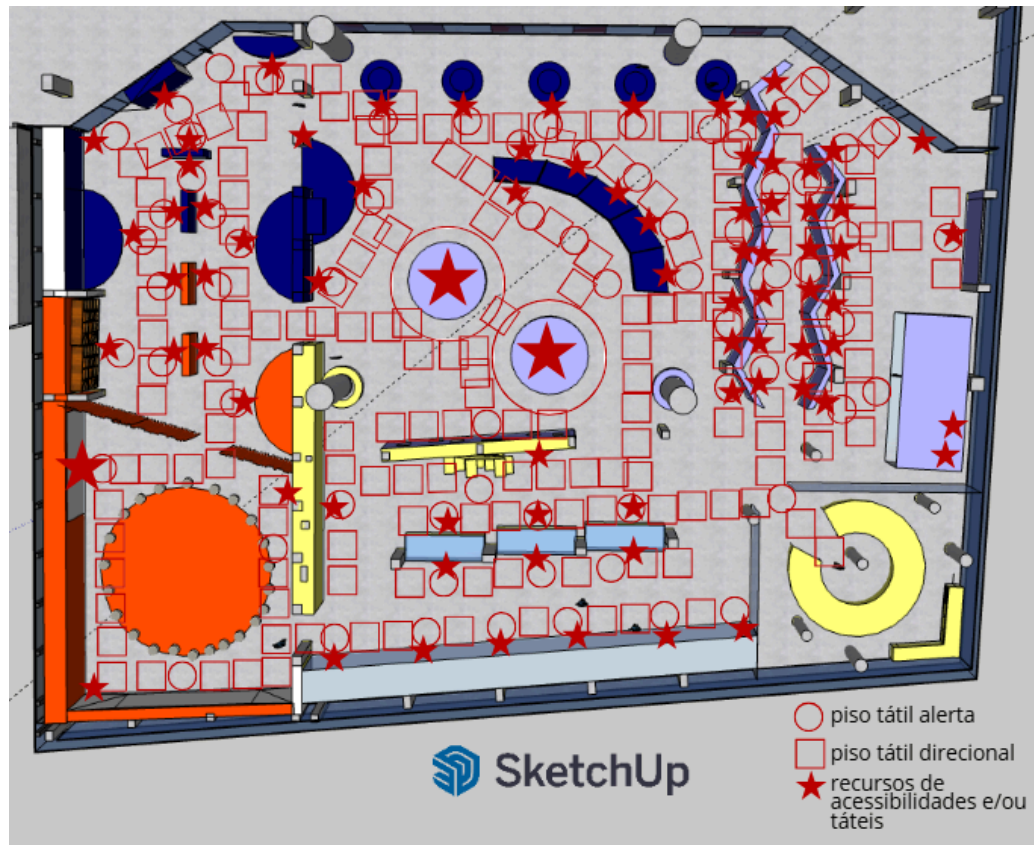 SketchUp
piso tátil alerta
piso tátil direcional
recursos de
acessibilidades e/ou
táteis